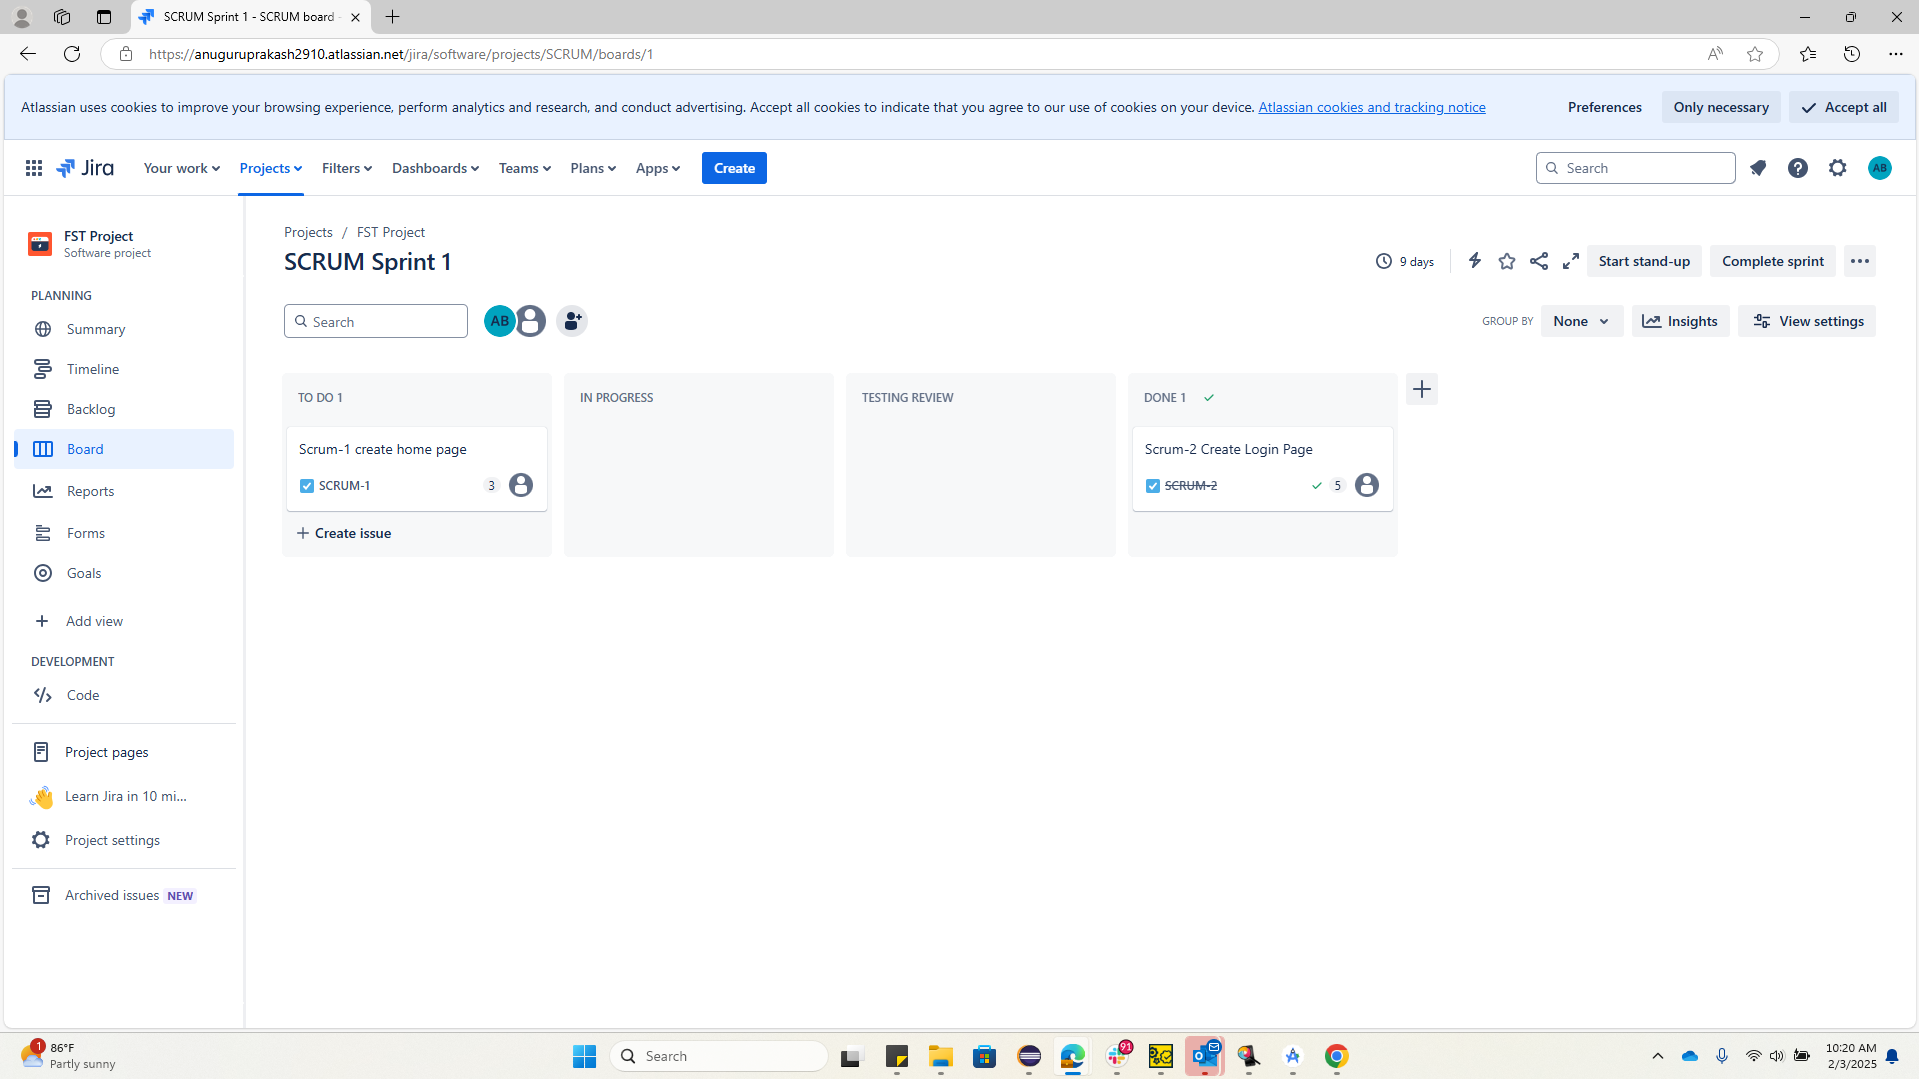 SCRUM Sprint 1 - SCRUM board -
https://anuguruprakash2910.atlassian.net/jira/software/projects/SCRUM/boards/1
Atlassian uses cookies to improve your browsing experience, perform analytics and research, and conduct advertising. Accept all cookies to indicate that you agree to our use of cookies on your device. Atlassian cookies and tracking notice Preferences Only necessary Accept all
Jira Your work Projects Filters Dashboards Teams Plans Apps Create Search AB
FST Project
Software project
PLANNING
Summary
Timeline
Backlog
Board
Reports
Forms
Goals
Add view
DEVELOPMENT
Code
Project pages
Learn Jira in 10 mi...
Project settings
Archived issues NEW
Projects / FST Project
SCRUM Sprint 1
9 days Start stand-up Complete sprint
Search AB GROUP BY None Insights View settings
TO DO 1
Scrum-1 create home page
SCRUM-1 3
Create issue
IN PROGRESS
TESTING REVIEW
DONE 1
Scrum-2 Create Login Page
SCRUM-2 5
1
86°F
Partly sunny
Search
91
10:20 AM
2/3/2025